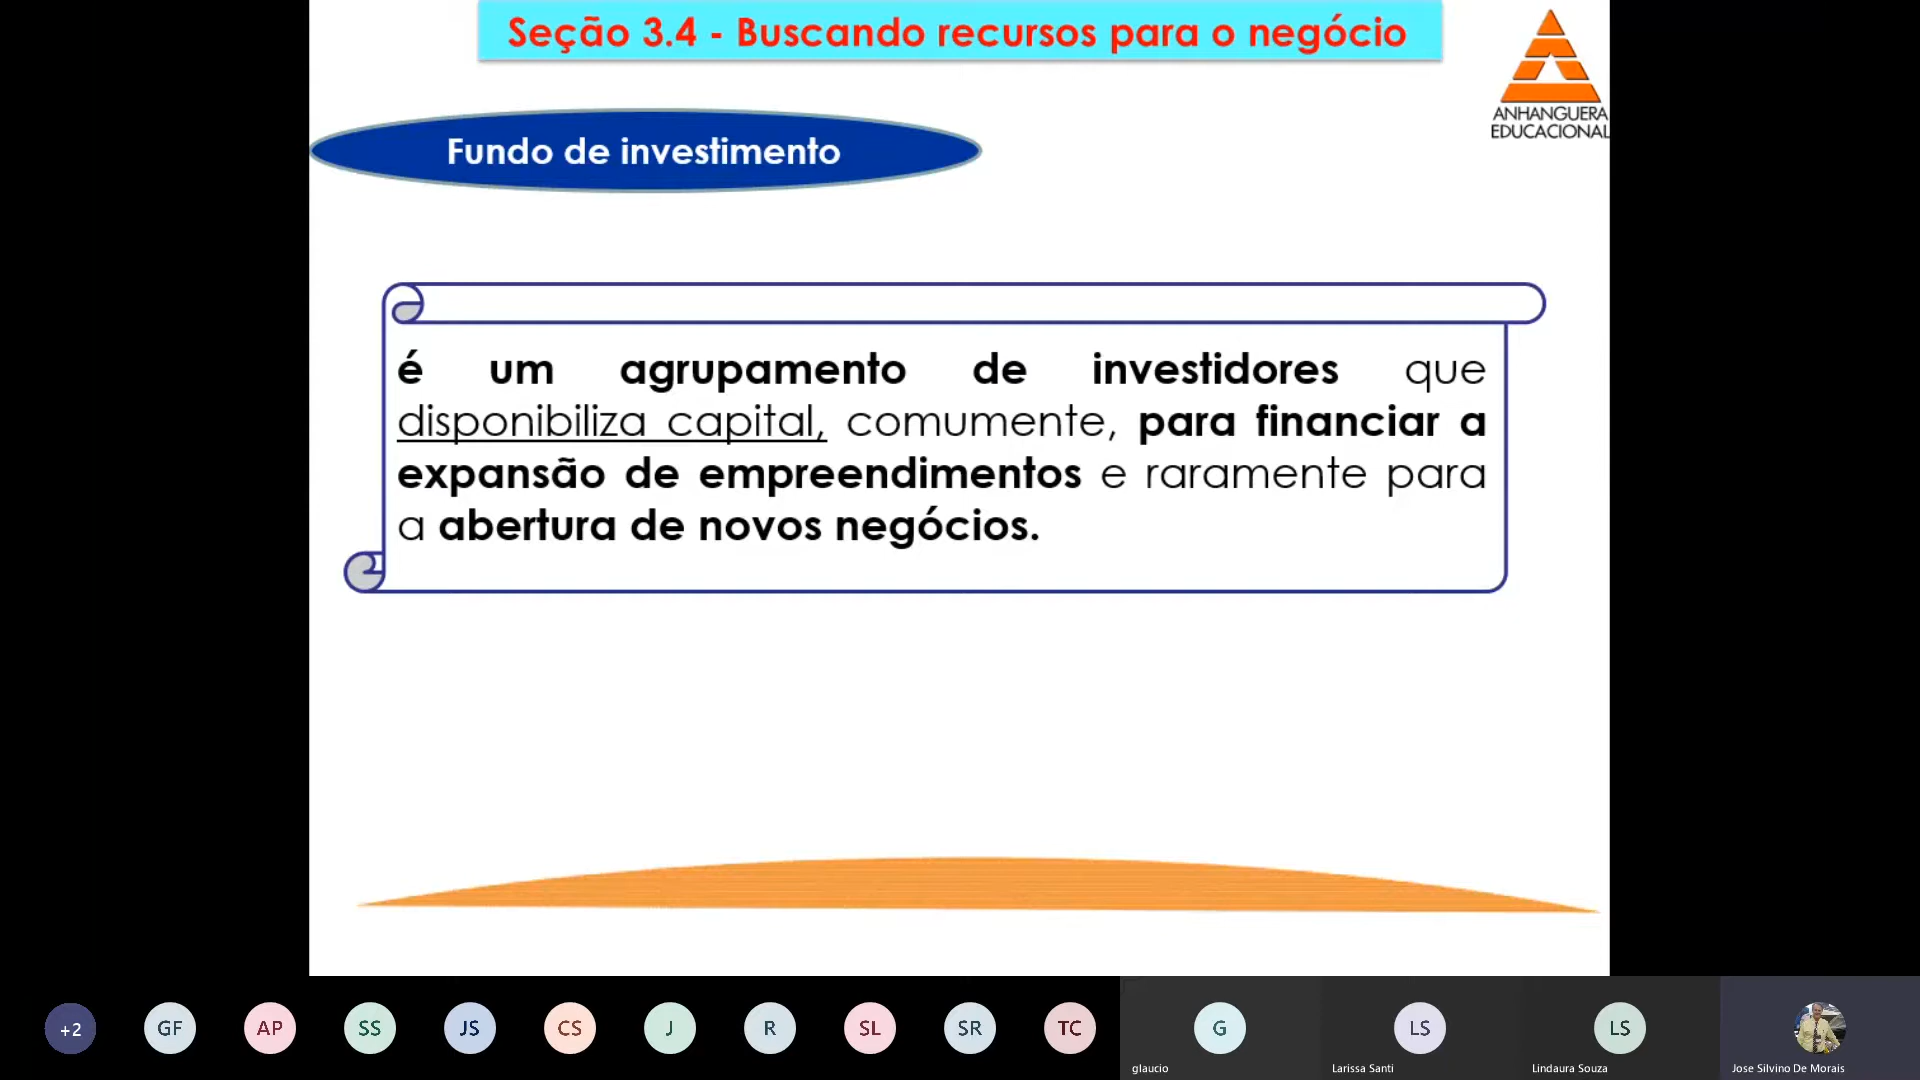 Seção 3.4 - Buscando recursos para o negócio
ANHANGUERA
EDUCACIONAL
Fundo de investimento
é um agrupamento de investidores que
disponibiliza capital, comumente, para financiar a
expansão de empreendimentos e raramente para
a abertura de novos negócios.
+2 GF AP SS JS CS J R SL SR TC G LS LS
glaucio Larissa Santi Lindaura Souza Jose Silvino De Morais